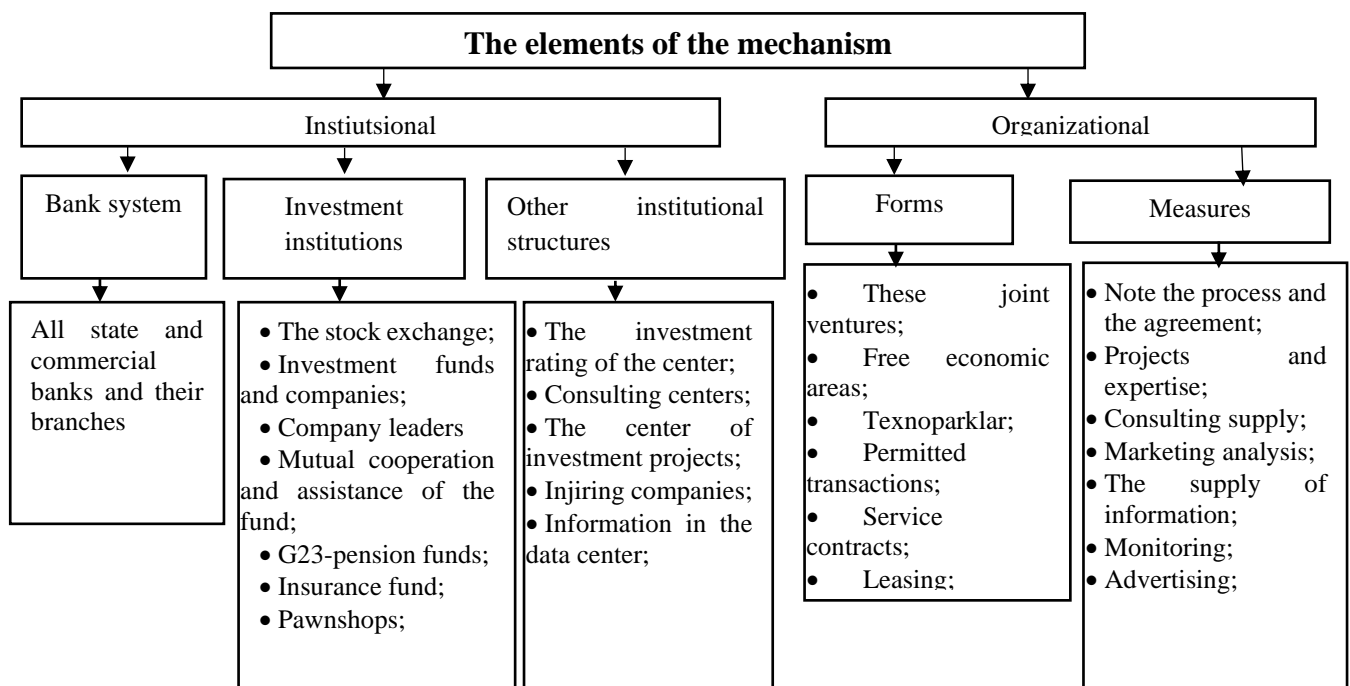 The elements of the mechanism
Instiutsional
Organizational
Bank system
Investment
institutions
Other institutional
structures
Forms
Measures
All state and
commercial
banks and their
branches
• The stock exchange;
• Investment funds
and companies;
• Company leaders
• Mutual cooperation
and assistance of the
fund;
• G23-pension funds;
• Insurance fund;
• Pawnshops;
• The investment
rating of the center;
• Consulting centers;
• The center of
investment projects;
• Injiring companies;
• Information in the
data center;
• These joint
ventures;
• Free economic
areas;
• Texnoparklar;
• Permitted
transactions;
• Service
contracts;
• Leasing;
• Note the process and
the agreement;
• Projects and
expertise;
• Consulting supply;
• Marketing analysis;
• The supply of
information;
• Monitoring;
• Advertising;